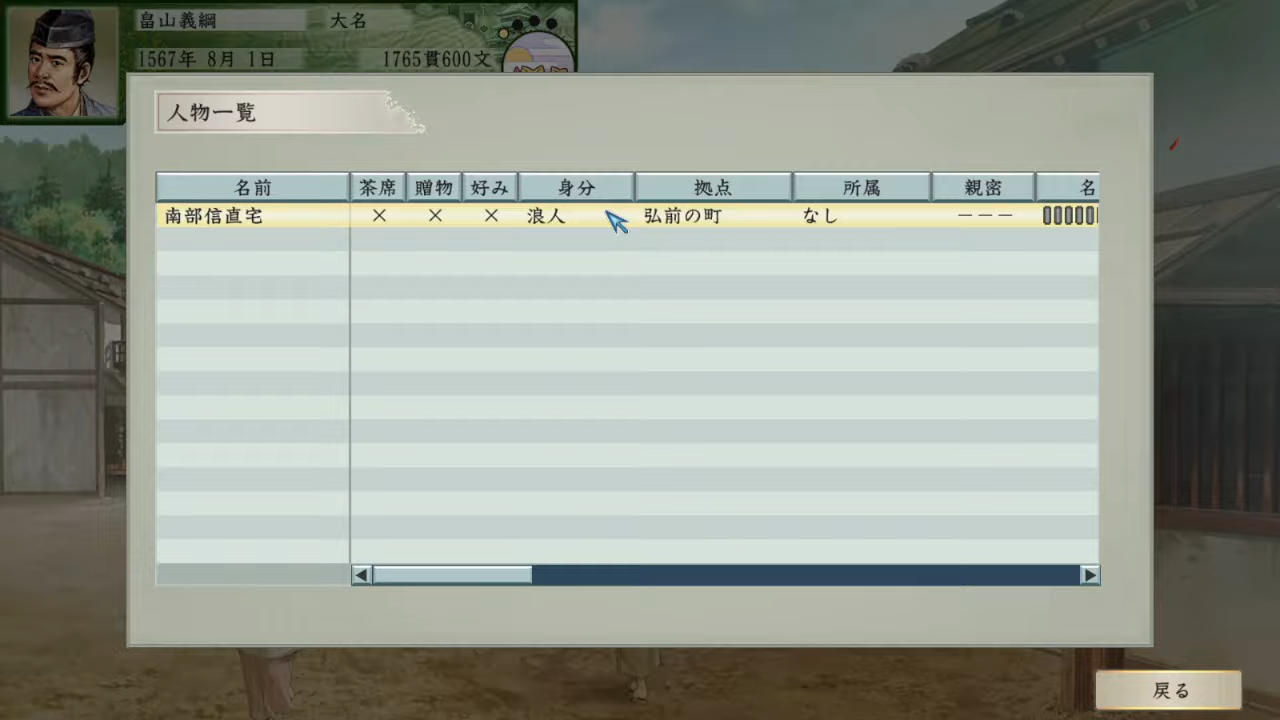 畠山義綱 大名
1567年 8月 1日 1765貫600文
人物一覧
名前 茶席 贈物 好み 身分 拠点 所属 親密 名
南部信直宅 × × × 浪人 弘前の町 なし －－－
戻る